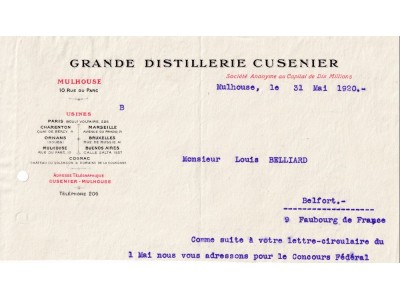 GRANDE DISTILLERIE CUSENIER
Société Anonyme au Capital de Dix Millions
MULHOUSE
10, RUE DU PARC
Mulhouse, le 31 Mai 1920.-
B
USINES
PARIS
CHARENTON
MARSEILLE
ORNANS
BRUXELLES
MULHOUSE
BUENOS AIRES
COGNAC
ADRESSE TÉLÉGRAPHIQUE
CUSENIER-MULHOUSE
TÉLÉPHONE 206
Monsieur Louis BELLIARD
Belfort.-
9 Faubourg de France
Comme suite à vôtre lettre-circulaire du
1 Mai nous vous adressons pour le Concours Fédéral